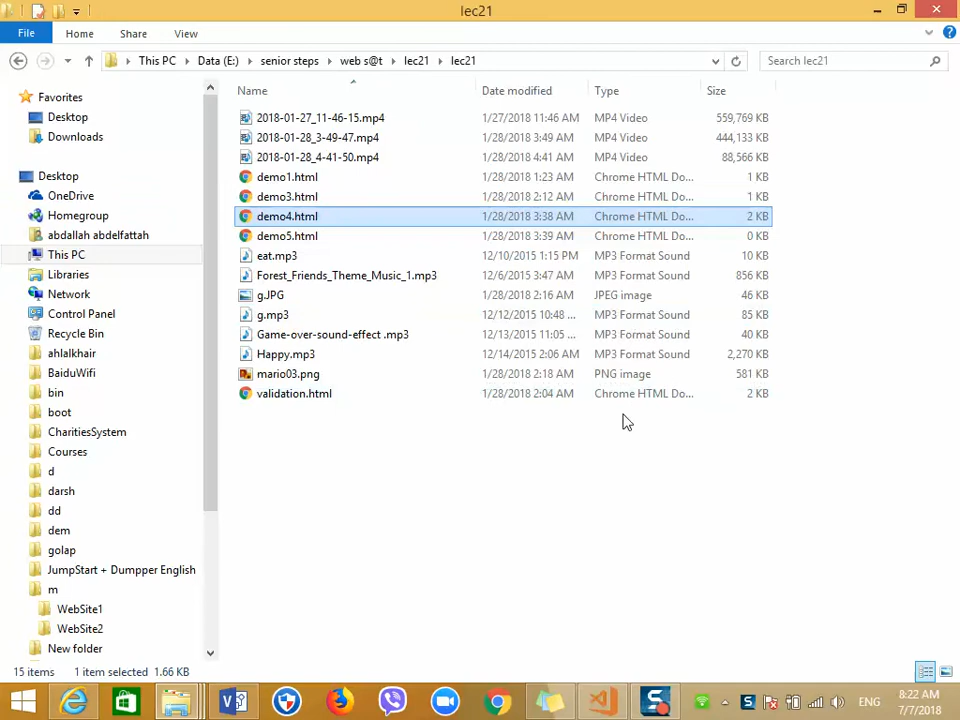 lec21
File Home Share View
This PC Data (E:) senior steps web s@t lec21 lec21
Search lec21
Name Date modified Type Size
Favorites
Desktop
Downloads
Desktop
OneDrive
Homegroup
abdallah abdelfattah
This PC
Libraries
Network
Control Panel
Recycle Bin
ahlalkhair
BaiduWifi
bin
boot
CharitiesSystem
Courses
d
darsh
dd
dem
golap
JumpStart + Dumpper English
m
WebSite1
WebSite2
New folder
2018-01-27_11-46-15.mp4 1/27/2018 11:46 AM MP4 Video 559,769 KB
2018-01-28_3-49-47.mp4 1/28/2018 3:49 AM MP4 Video 444,133 KB
2018-01-28_4-41-50.mp4 1/28/2018 4:41 AM MP4 Video 88,566 KB
demo1.html 1/28/2018 1:23 AM Chrome HTML Do... 1 KB
demo3.html 1/28/2018 2:12 AM Chrome HTML Do... 1 KB
demo4.html 1/28/2018 3:38 AM Chrome HTML Do... 2 KB
demo5.html 1/28/2018 3:39 AM Chrome HTML Do... 0 KB
eat.mp3 12/10/2015 1:15 PM MP3 Format Sound 10 KB
Forest_Friends_Theme_Music_1.mp3 12/6/2015 3:47 AM MP3 Format Sound 856 KB
g.JPG 1/28/2018 2:16 AM JPEG image 46 KB
g.mp3 12/12/2015 10:48 ... MP3 Format Sound 85 KB
Game-over-sound-effect .mp3 12/13/2015 11:05 ... MP3 Format Sound 40 KB
Happy.mp3 12/14/2015 2:06 AM MP3 Format Sound 2,270 KB
mario03.png 1/28/2018 2:18 AM PNG image 581 KB
validation.html 1/28/2018 2:04 AM Chrome HTML Do... 2 KB
15 items 1 item selected 1.66 KB
ENG
8:22 AM
7/7/2018